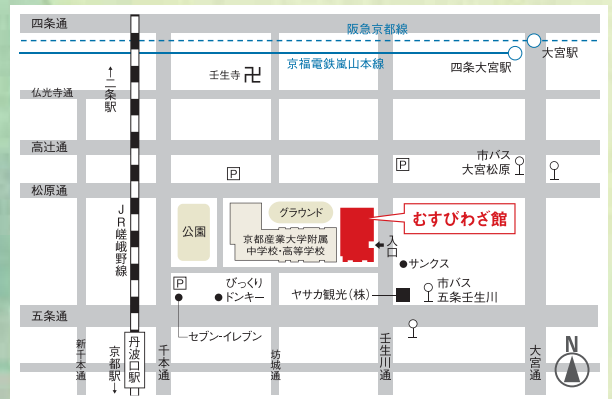 四条通
阪急京都線
大宮駅
京福電鉄嵐山本線
四条大宮駅
壬生寺 卍
↑二条駅
仏光寺通
高辻通
P
P
市バス
大宮松原
松原通
JR嵯峨野線
公園
グラウンド
京都産業大学附属
中学校・高等学校
むすびわざ館
入口
サンクス
P
びっくり
ドンキー
ヤサカ観光(株)
市バス
五条壬生川
五条通
セブン-イレブン
新千本通
京都駅↓
丹波口駅
千本通
坊城通
壬生川通
大宮通
N